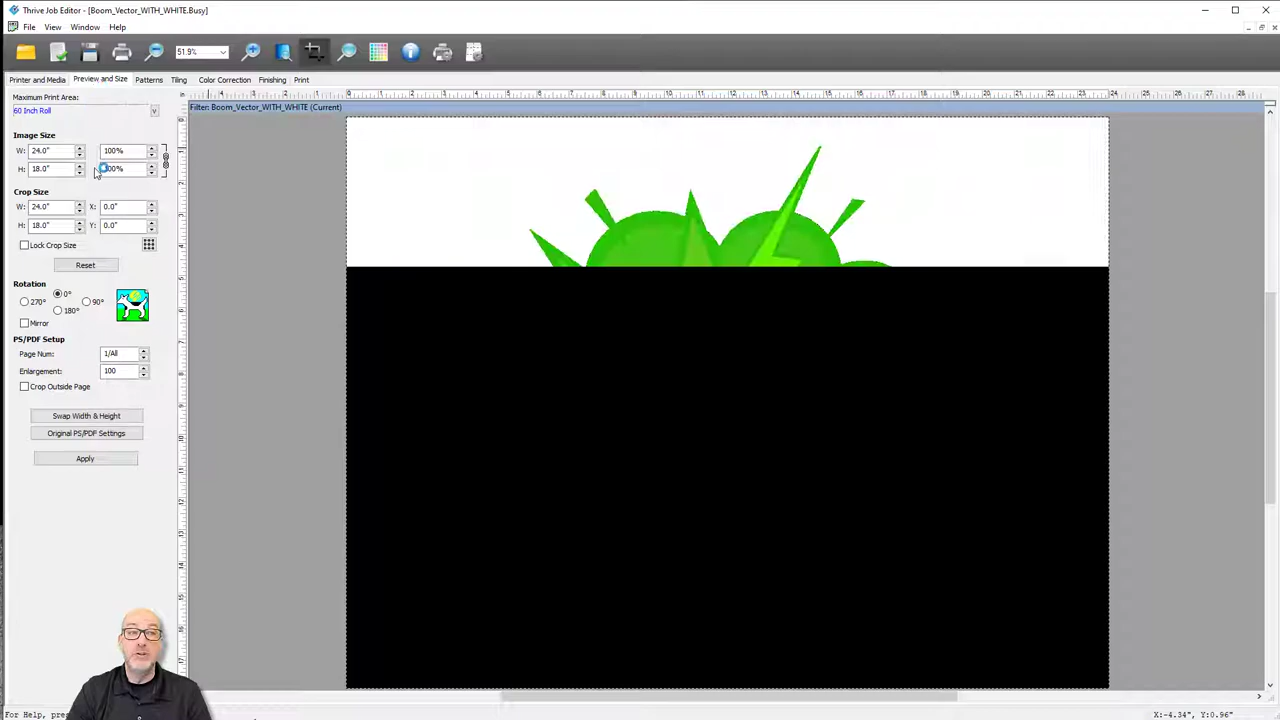 Thrive Job Editor - [Boom_Vector_WITH_WHITE.Busy]
File View Window Help
51.9%
Printer and Media Preview and Size Patterns Tiling Color Correction Finishing Print
Maximum Print Area:
60 Inch Roll
Filter: Boom_Vector_WITH_WHITE (Current)
Image Size
W: 24.0" 100%
H: 18.0" 100%
Crop Size
W: 24.0" X: 0.0"
H: 18.0" Y: 0.0"
Lock Crop Size
Reset
Rotation
270° 0° 90°
180°
Mirror
PS/PDF Setup
Page Num: 1/All
Enlargement: 100
Crop Outside Page
Swap Width & Height
Original PS/PDF Settings
Apply
For Help, pres
X:-4.34", Y:0.96"